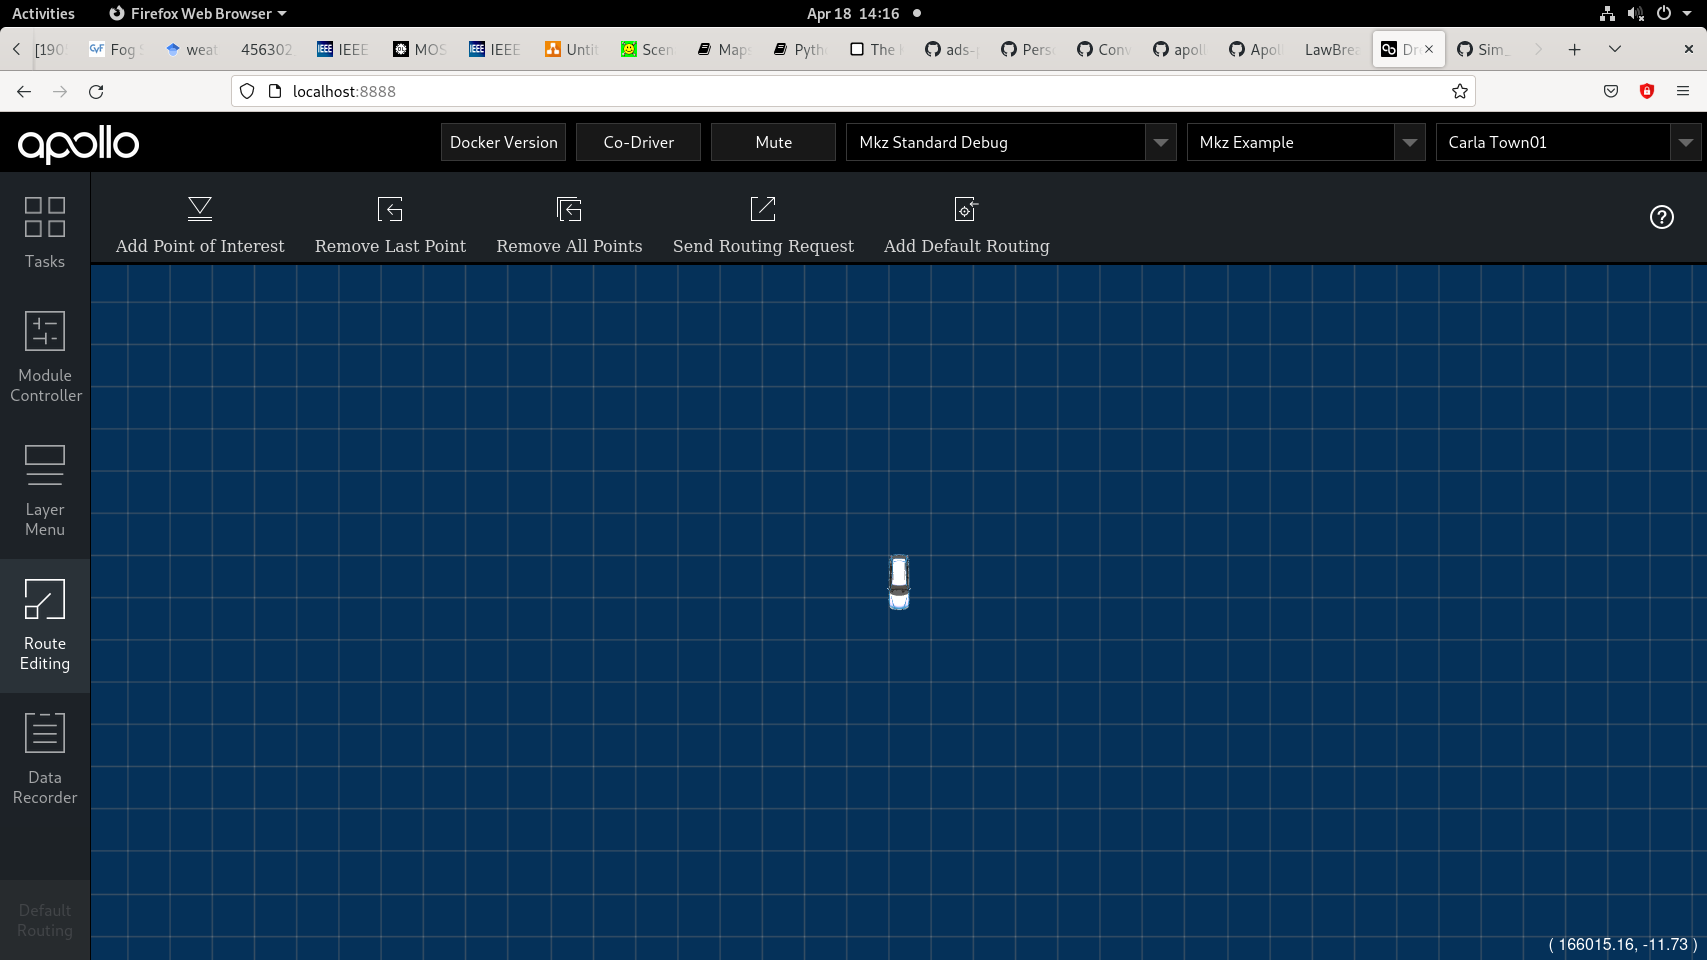 Activities Firefox Web Browser Apr 18 14:16
[190 Fog weat 456302 IEEE MOS IEEE Unti Scen Map Pyth The ads- Pers Conv apoll Apol LawBrea Dr Sim_
localhost:8888
apollo Docker Version Co-Driver Mute Mkz Standard Debug Mkz Example Carla Town01
Add Point of Interest Remove Last Point Remove All Points Send Routing Request Add Default Routing
Tasks
Module
Controller
Layer
Menu
Route
Editing
Data
Recorder
Default
Routing
( 166015.16, -11.73 )